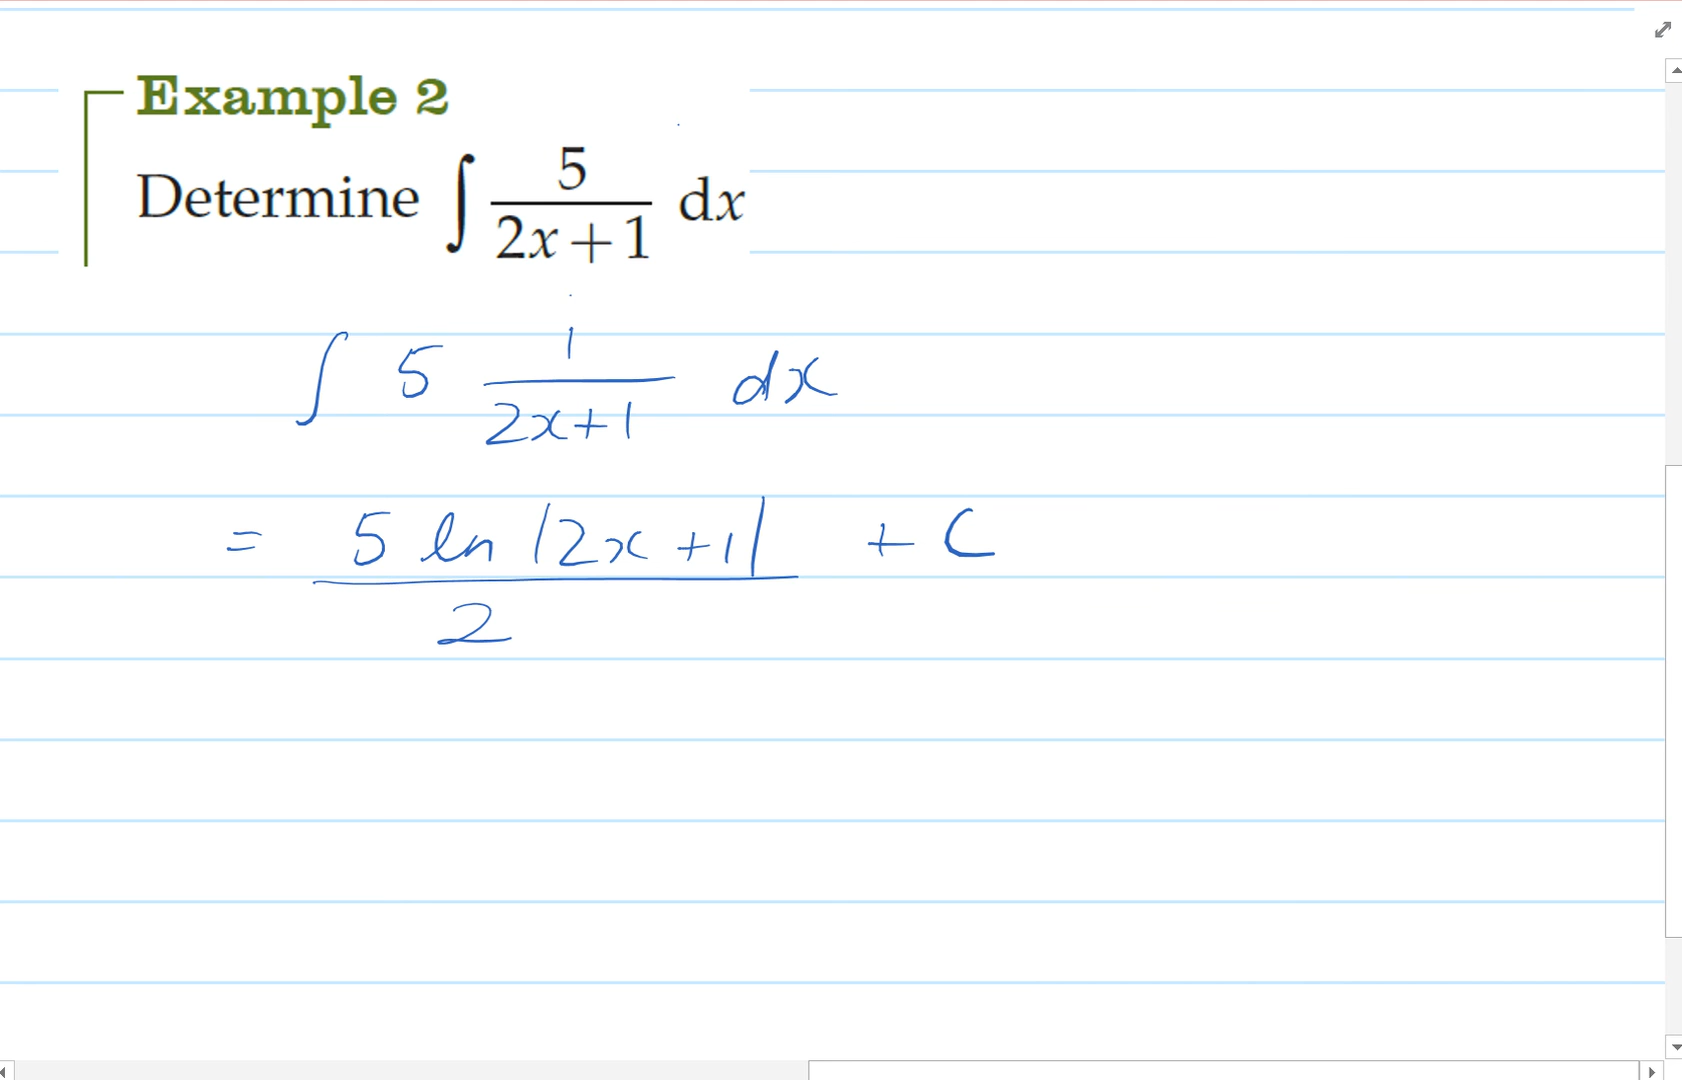 Example 2
Determine ∫ 5/(2x+1) dx
∫ 5 1/(2x+1) dx
= 5 ln |2x+1| / 2 + C